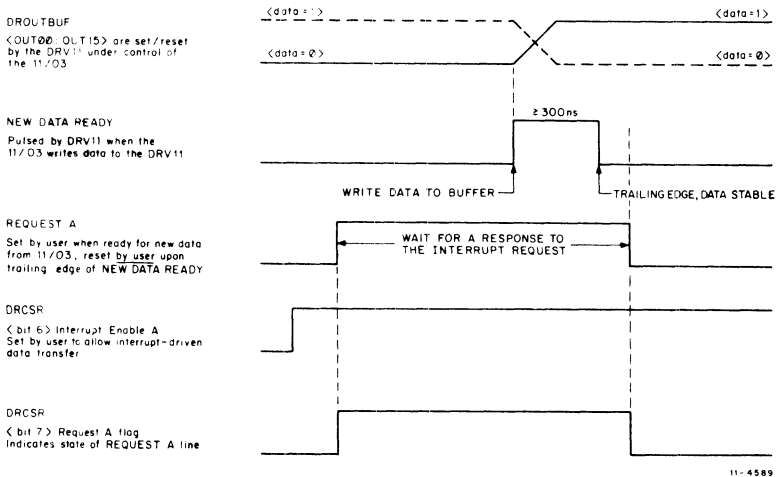 DROUTBUF
<OUT00:OUT15> are set/reset
by the DRV11 under control of
the 11/03
<data=1>
<data=0>
<data=1>
<data=0>
NEW DATA READY
Pulsed by DRV11 when the
11/03 writes data to the DRV11
≥300ns
WRITE DATA TO BUFFER
TRAILING EDGE, DATA STABLE
REQUEST A
Set by user when ready for new data
from 11/03, reset by user upon
trailing edge of NEW DATA READY
WAIT FOR A RESPONSE TO
THE INTERRUPT REQUEST
DRCSR
<bit 6> Interrupt Enable A
Set by user to allow interrupt-driven
data transfer
DRCSR
<bit 7> Request A flag
Indicates state of REQUEST A line
11-4589